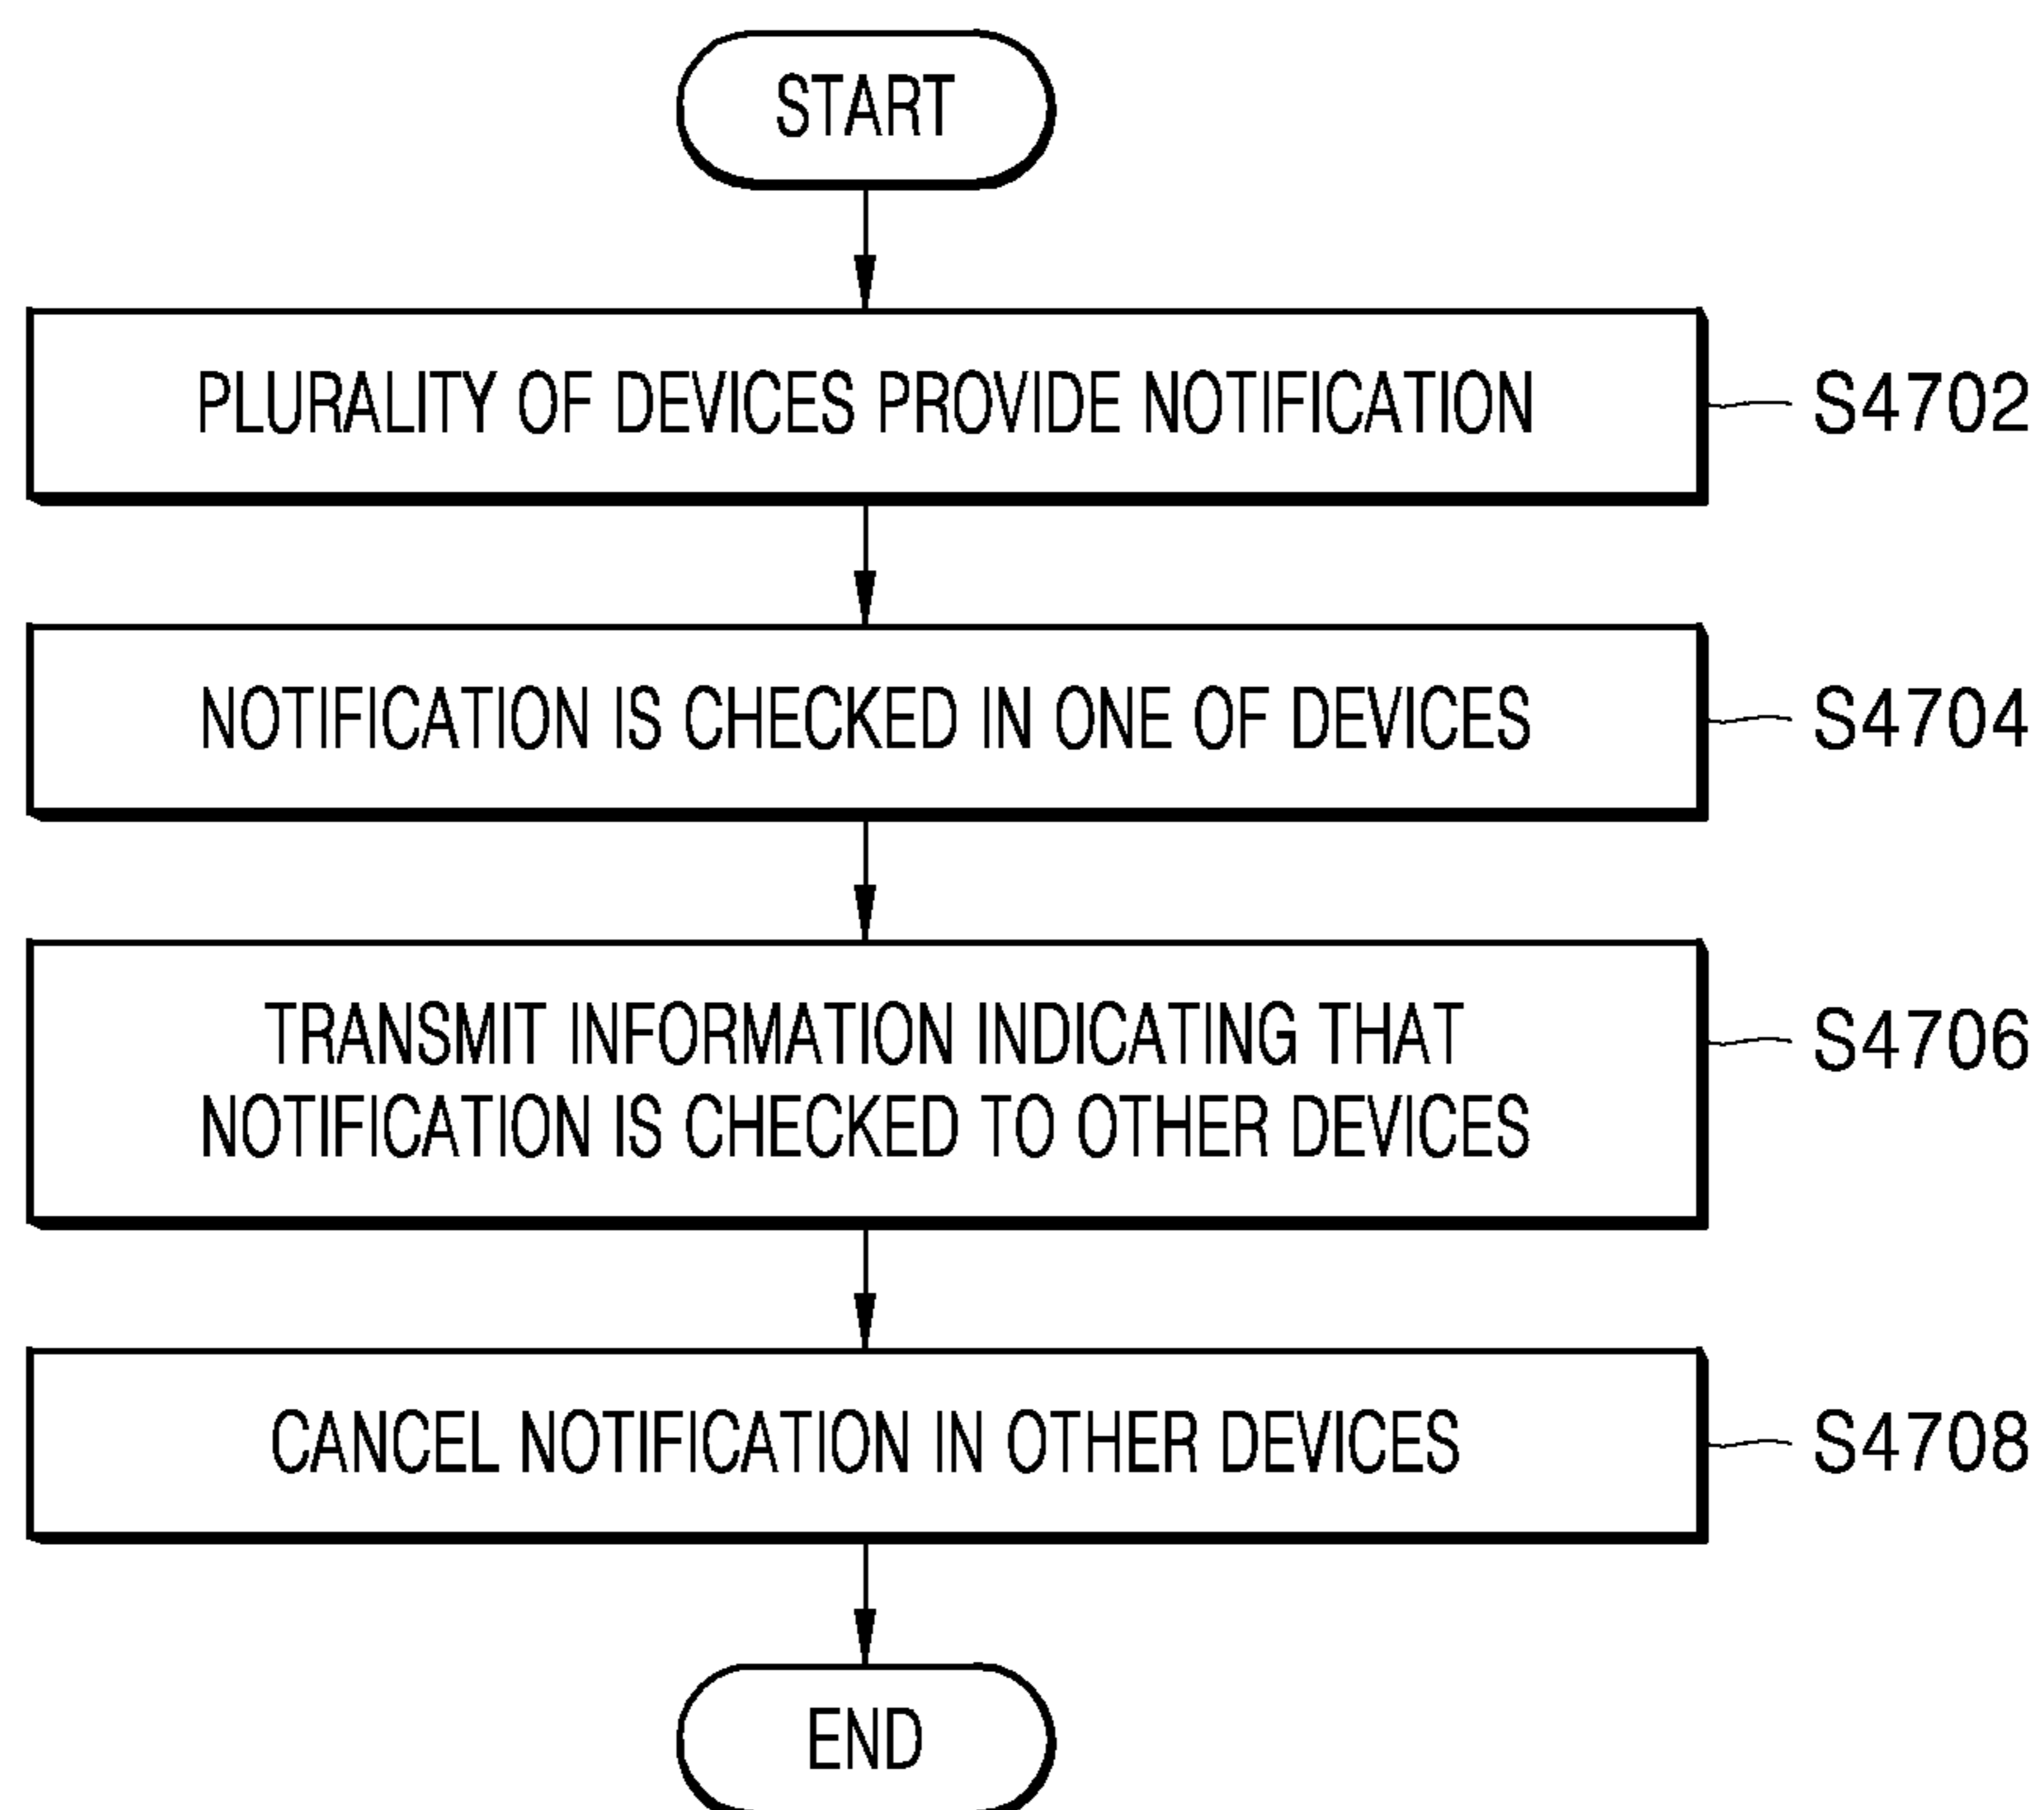 START
PLURALITY OF DEVICES PROVIDE NOTIFICATION
S4702
NOTIFICATION IS CHECKED IN ONE OF DEVICES
S4704
TRANSMIT INFORMATION INDICATING THAT
NOTIFICATION IS CHECKED TO OTHER DEVICES
S4706
CANCEL NOTIFICATION IN OTHER DEVICES
S4708
END